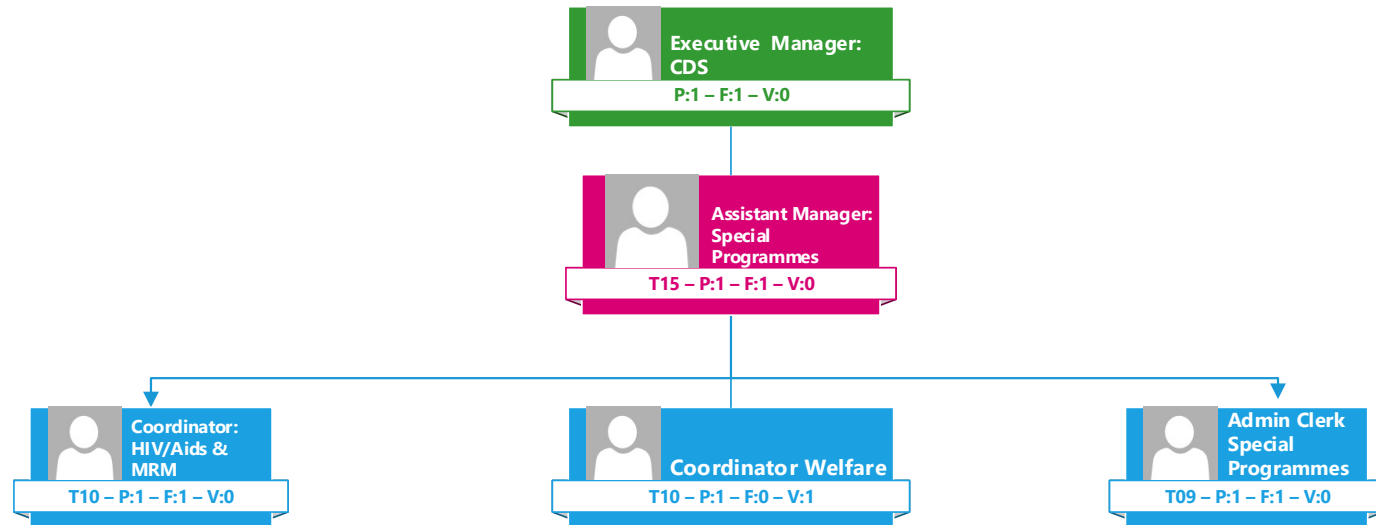 Executive Manager:
CDS
P:1 – F:1 – V:0
Assistant Manager:
Special
Programmes
T15 – P:1 – F:1 – V:0
Coordinator:
HIV/Aids &
MRM
T10 – P:1 – F:1 – V:0
Coordinator Welfare
T10 – P:1 – F:0 – V:1
Admin Clerk
Special
Programmes
T09 – P:1 – F:1 – V:0